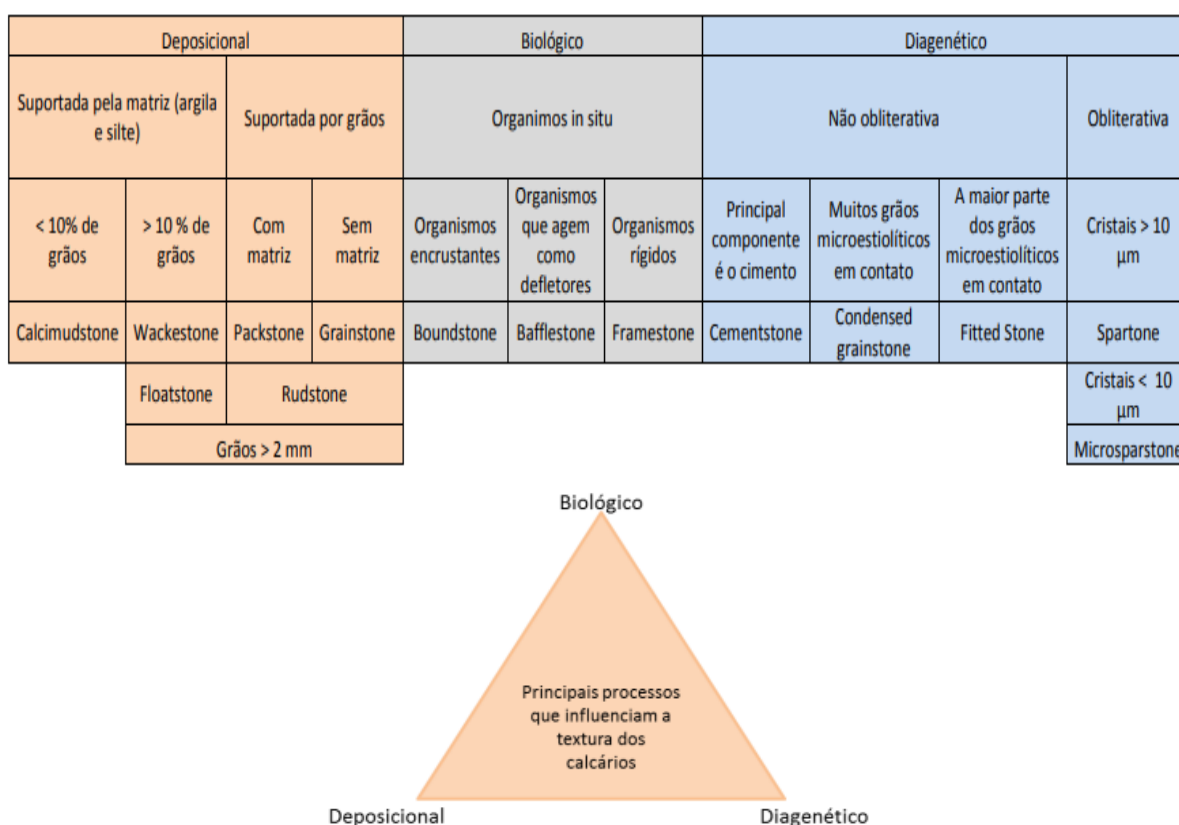 Deposicional
Biológico
Diagenético
Suportada pela matriz (argila
e silte)
Suportada por grãos
Organimos in situ
Não obliterativa
Obliterativa
< 10% de
grãos
> 10 % de
grãos
Com
matriz
Sem
matriz
Organismos
encrustantes
Organismos
que agem
como
defletores
Organismos
rígidos
Principal
componente
é o cimento
Muitos grãos
microestiolíticos
em contato
A maior parte
dos grãos
microestiolíticos
em contato
Cristais > 10
µm
Calcimudstone
Wackestone
Packstone
Grainstone
Boundstone
Bafflestone
Framestone
Cementstone
Condensed
grainstone
Fitted Stone
Spartone
Floatstone
Rudstone
Cristais < 10
µm
Grãos > 2 mm
Microsparstone
Biológico
Principais processos
que influenciam a
textura dos
calcários
Deposicional
Diagenético